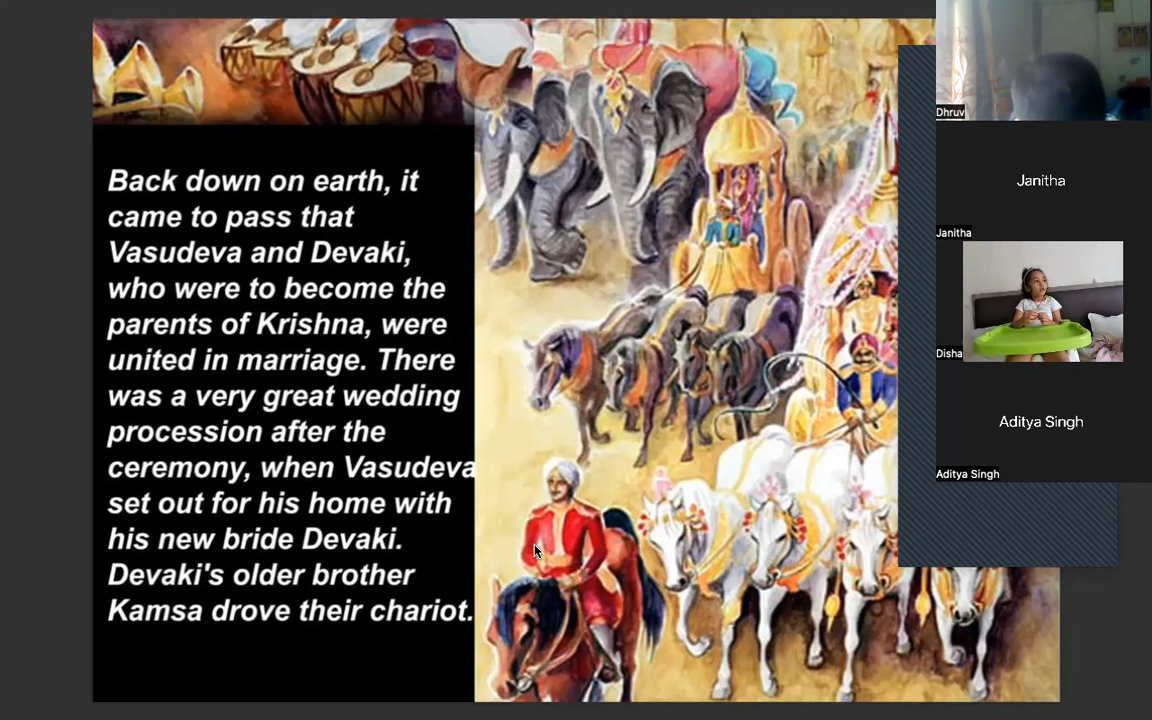 Back down on earth, it
came to pass that
Vasudeva and Devaki,
who were to become the
parents of Krishna, were
united in marriage. There
was a very great wedding
procession after the
ceremony, when Vasudeva
set out for his home with
his new bride Devaki.
Devaki's older brother
Kamsa drove their chariot.
Dhruv
Janitha
Janitha
Disha
Aditya Singh
Aditya Singh